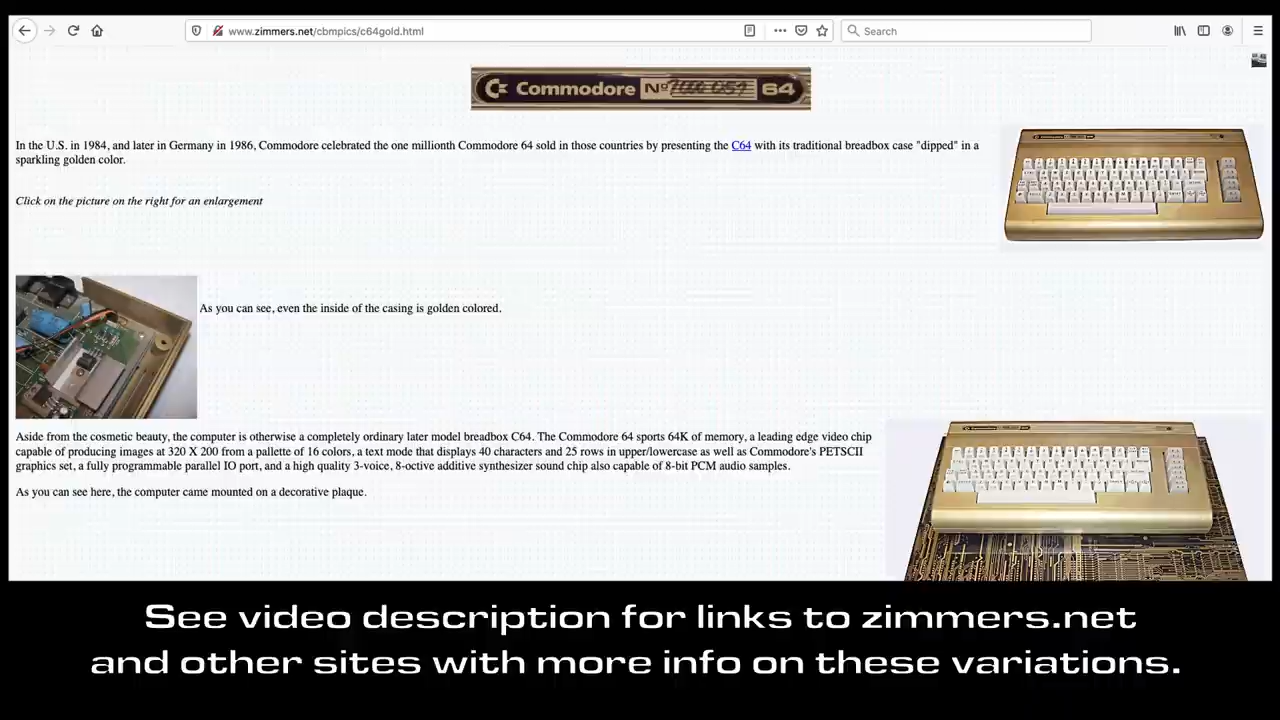 www.zimmers.net/cbmpics/c64gold.html
Search
Commodore Nº 64
In the U.S. in 1984, and later in Germany in 1986, Commodore celebrated the one millionth Commodore 64 sold in those countries by presenting the C64 with its traditional breadbox case "dipped" in a
sparkling golden color.
Click on the picture on the right for an enlargement
As you can see, even the inside of the casing is golden colored.
Aside from the cosmetic beauty, the computer is otherwise a completely ordinary later model breadbox C64. The Commodore 64 sports 64K of memory, a leading edge video chip
capable of producing images at 320 X 200 from a pallette of 16 colors, a text mode that displays 40 characters and 25 rows in upper/lowercase as well as Commodore's PETSCII
graphics set, a fully programmable parallel IO port, and a high quality 3-voice, 8-octive additive synthesizer sound chip also capable of 8-bit PCM audio samples.
As you can see here, the computer came mounted on a decorative plaque.
See video description for links to zimmers.net
and other sites with more info on these variations.